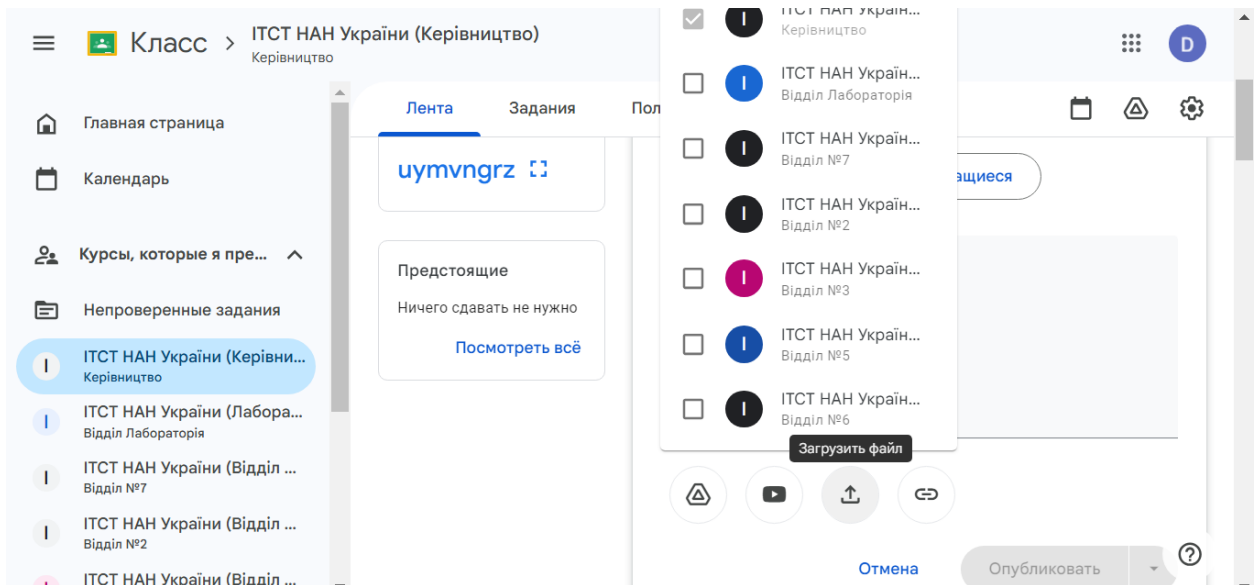 Класс > ІТСТ НАН України (Керівництво)
Керівництво
D
Главная страница
Календарь
Курсы, которые я пре...
Непроверенные задания
І ІТСТ НАН України (Керівни...
Керівництво
І ІТСТ НАН України (Лабора...
Відділ Лабораторія
І ІТСТ НАН України (Відділ ...
Відділ №7
І ІТСТ НАН України (Відділ ...
Відділ №2
ІТСТ НАН України (Відділ ...
Лента Задания Пол
uymvngrz
Предстоящие
Ничего сдавать не нужно
Посмотреть всё
І ІТСТ НАН Україн...
Керівництво
І ІТСТ НАН Україн...
Відділ Лабораторія
І ІТСТ НАН Україн...
Відділ №7
І ІТСТ НАН Україн...
Відділ №2
І ІТСТ НАН Україн...
Відділ №3
І ІТСТ НАН Україн...
Відділ №5
І ІТСТ НАН Україн...
Відділ №6
ащиеся
Загрузить файл
Отмена Опубликовать